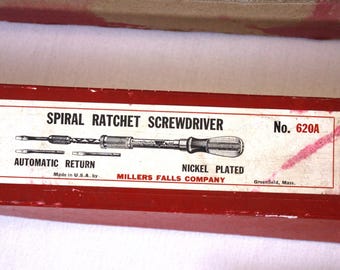 SPIRAL RATCHET SCREWDRIVER No. 620A
AUTOMATIC RETURN NICKEL PLATED
Made in U.S.A. by MILLERS FALLS COMPANY Greenfield, Mass.